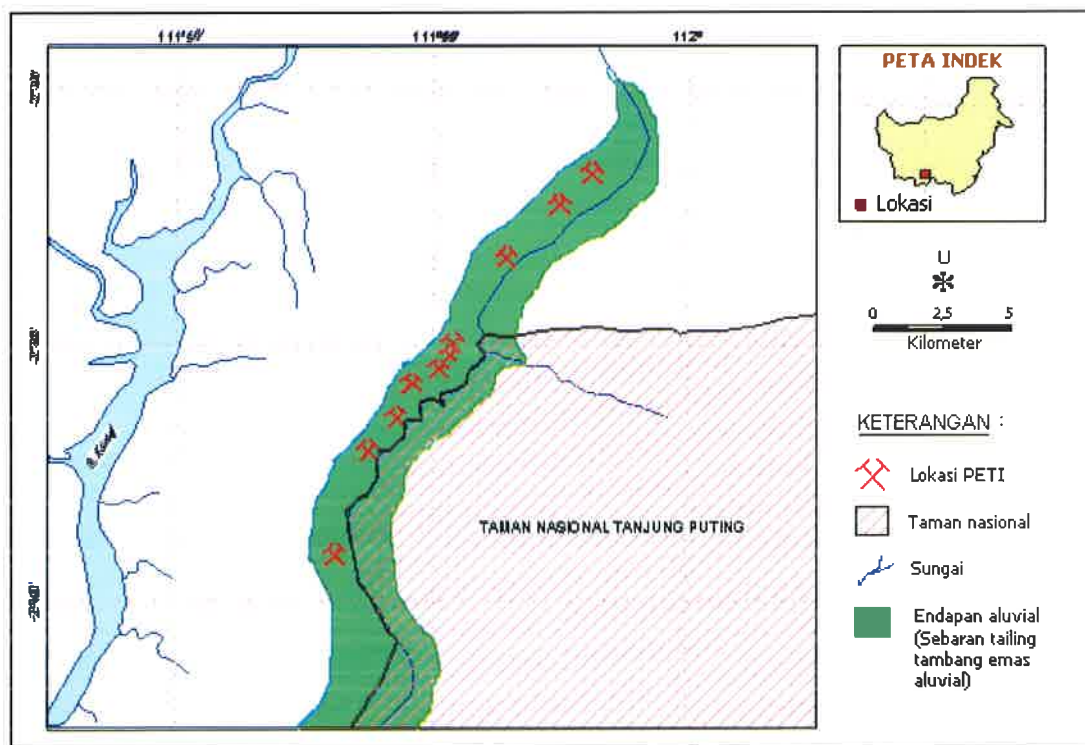 112°
PETA INDEK
Lokasi
U
0 2,5 5
Kilometer
KETERANGAN :
Lokasi PETI
Taman nasional
Sungai
Endapan aluvial
(Sebaran tailing
tambang emas
aluvial)
TAMAN NASIONAL TANJUNG PUTING